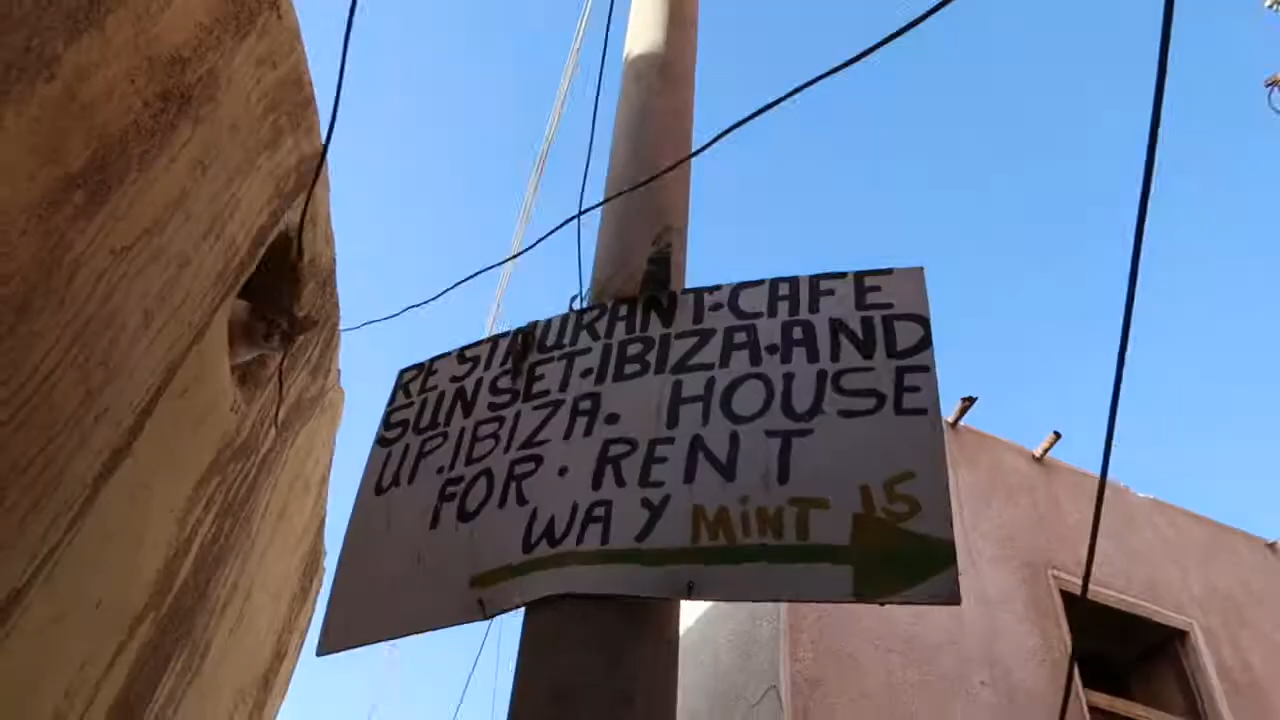 RESTAURANT.CAFE
SUNSET.IBIZA.AND
UP.IBIZA. HOUSE
FOR. RENT
WAY MiNT 15